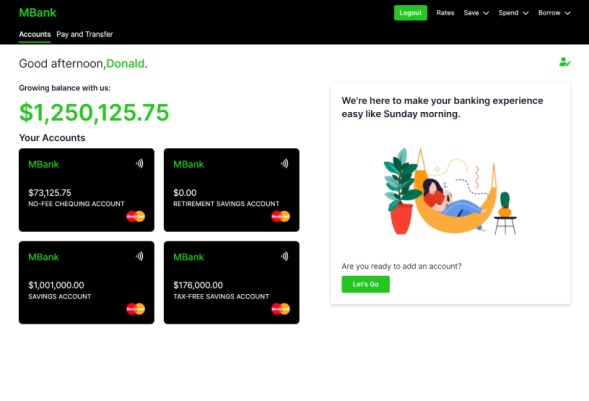 MBank
Logout Rates Save Spend Borrow
Accounts Pay and Transfer
Good afternoon,Donald.
Growing balance with us:
$1,250,125.75
Your Accounts
MBank
$73,125.75
NO-FEE CHEQUING ACCOUNT
MBank
$0.00
RETIREMENT SAVINGS ACCOUNT
MBank
$1,001,000.00
SAVINGS ACCOUNT
MBank
$176,000.00
TAX-FREE SAVINGS ACCOUNT
We're here to make your banking experience
easy like Sunday morning.
Are you ready to add an account?
Let's Go